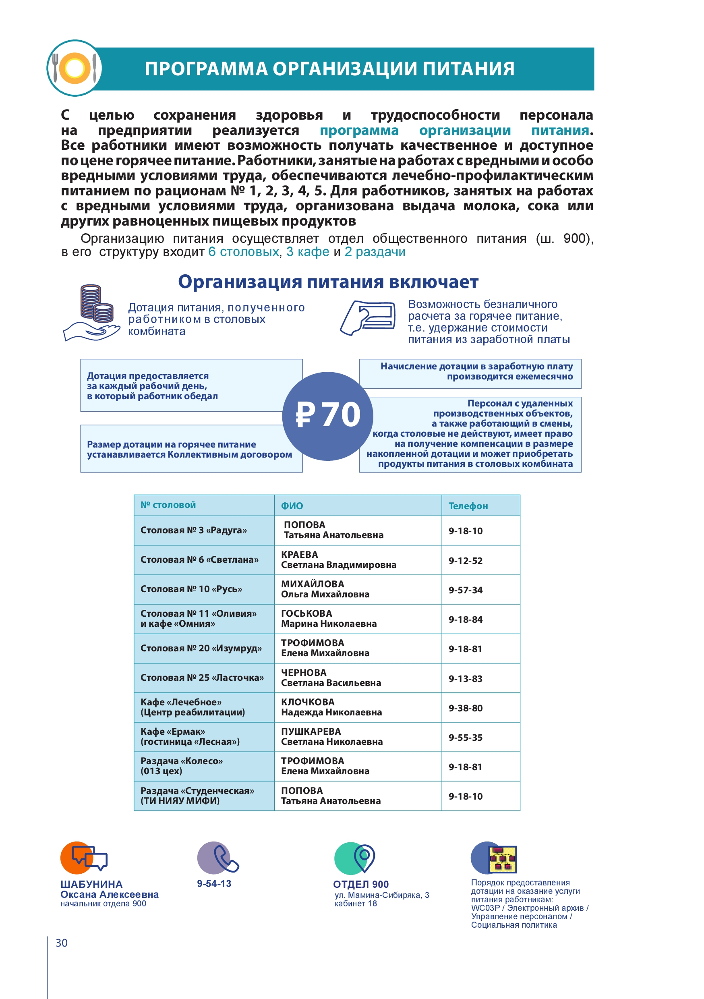 ПРОГРАММА ОРГАНИЗАЦИИ ПИТАНИЯ
С целью сохранения здоровья и трудоспособности персонала
на предприятии реализуется программа организации питания.
Все работники имеют возможность получать качественное и доступное
по цене горячее питание. Работники, занятые на работах с вредными и особо
вредными условиями труда, обеспечиваются лечебно-профилактическим
питанием по рационам № 1, 2, 3, 4, 5. Для работников, занятых на работах
с вредными условиями труда, организована выдача молока, сока или
других равноценных пищевых продуктов
Организацию питания осуществляет отдел общественного питания (ш. 900),
в его структуру входит 6 столовых, 3 кафе и 2 раздачи
Организация питания включает
Дотация питания, полученного
работником в столовых
комбината
Возможность безналичного
расчета за горячее питание,
т.е. удержание стоимости
питания из заработной платы
Дотация предоставляется
за каждый рабочий день,
в который работник обедал
Размер дотации на горячее питание
устанавливается Коллективным договором
₽ 70
Начисление дотации в заработную плату
производится ежемесячно
Персонал с удаленных
производственных объектов,
а также работающий в смены,
когда столовые не действуют, имеет право
на получение компенсации в размере
накопленной дотации и может приобретать
продукты питания в столовых комбината
№ столовой ФИО Телефон
Столовая № 3 «Радуга»
ПОПОВА
Татьяна Анатольевна
9-18-10
Столовая № 6 «Светлана»
КРАЕВА
Светлана Владимировна
9-12-52
Столовая № 10 «Русь»
МИХАЙЛОВА
Ольга Михайловна
9-57-34
Столовая № 11 «Оливия»
и кафе «Омния»
ГОСЬКОВА
Марина Николаевна
9-18-84
Столовая № 20 «Изумруд»
ТРОФИМОВА
Елена Михайловна
9-18-81
Столовая № 25 «Ласточка»
ЧЕРНОВА
Светлана Васильевна
9-13-83
Кафе «Лечебное»
(Центр реабилитации)
КЛОЧКОВА
Надежда Николаевна
9-38-80
Кафе «Ермак»
(гостиница «Лесная»)
ПУШКАРЕВА
Светлана Николаевна
9-55-35
Раздача «Колесо»
(013 цех)
ТРОФИМОВА
Елена Михайловна
9-18-81
Раздача «Студенческая»
(ТИ НИЯУ МИФИ)
ПОПОВА
Татьяна Анатольевна
9-18-10
ШАБУНИНА
Оксана Алексеевна
начальник отдела 900
9-54-13
ОТДЕЛ 900
ул. Мамина-Сибиряка, 3
кабинет 18
Порядок предоставления
дотации на оказание услуги
питания работникам:
WC03P / Электронный архив /
Управление персоналом /
Социальная политика
30